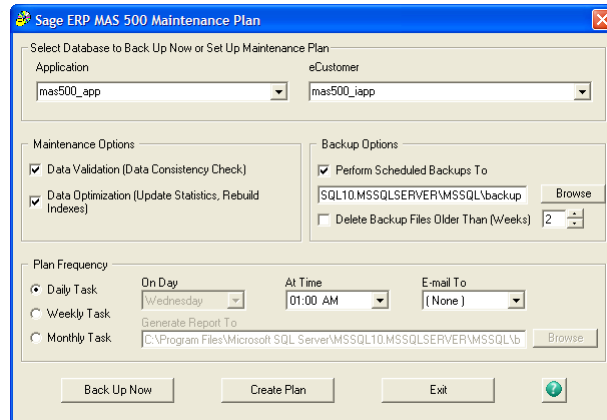 Sage ERP MAS 500 Maintenance Plan
Select Database to Back Up Now or Set Up Maintenance Plan
Application
eCustomer
mas500_app
mas500_iapp
Maintenance Options
Backup Options
Data Validation (Data Consistency Check)
Perform Scheduled Backups To
Data Optimization (Update Statistics, Rebuild
Indexes)
SQL10.MSSQLSERVER\MSSQL\backup
Browse
Delete Backup Files Older Than (Weeks)
2
Plan Frequency
Daily Task
On Day
At Time
E-mail To
Wednesday
01:00 AM
( None )
Weekly Task
Generate Report To
Monthly Task
C:\Program Files\Microsoft SQL Server\MSSQL10.MSSQLSERVER\MSSQL\b
Browse
Back Up Now
Create Plan
Exit
?